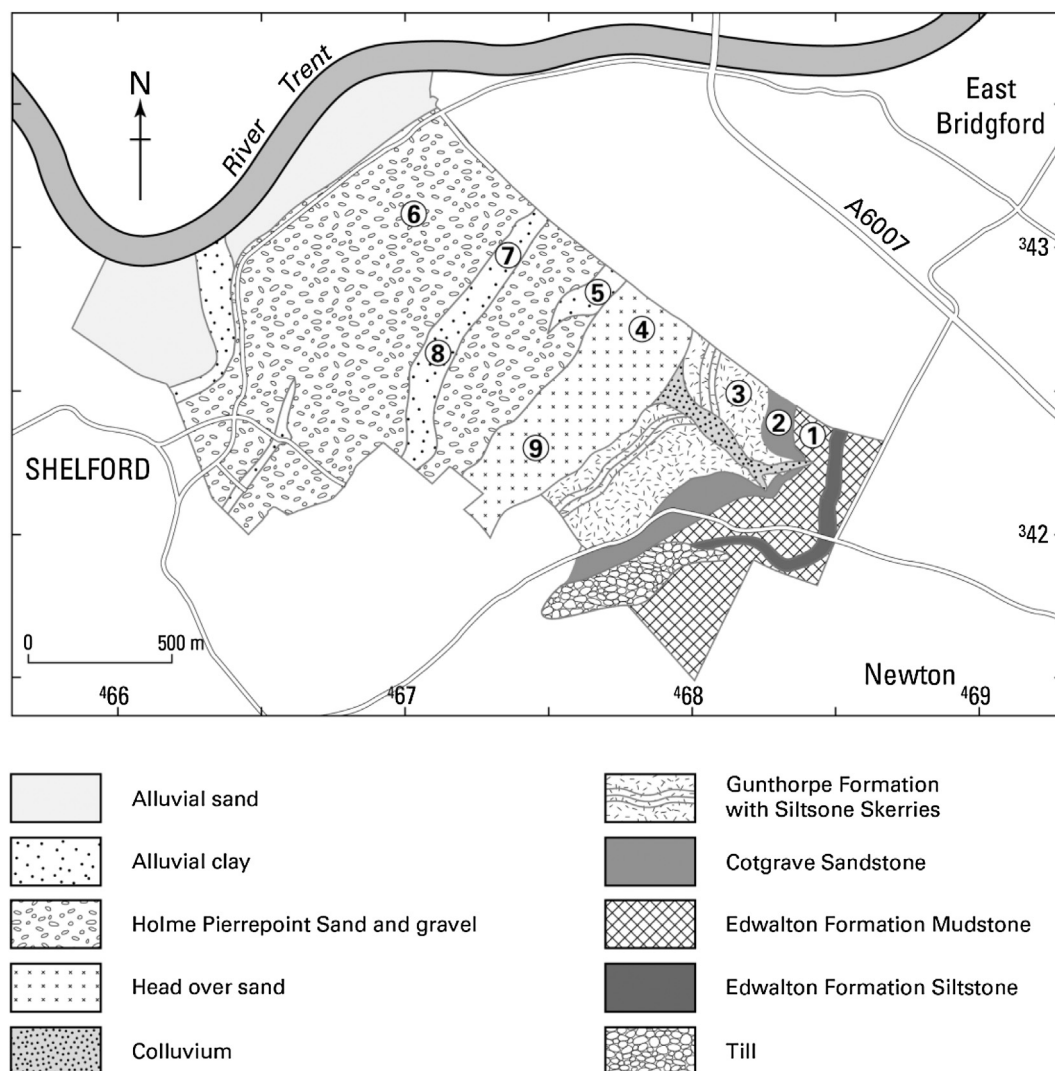 N
River Trent
East
Bridgford
A6007
³43
6
7
5
4
8
3
2
1
9
SHELFORD
³42
0 500 m
Newton
⁴66 ⁴67 ⁴68 ⁴69
Alluvial sand
Alluvial clay
Holme Pierrepoint Sand and gravel
Head over sand
Colluvium
Gunthorpe Formation
with Siltsone Skerries
Cotgrave Sandstone
Edwalton Formation Mudstone
Edwalton Formation Siltstone
Till